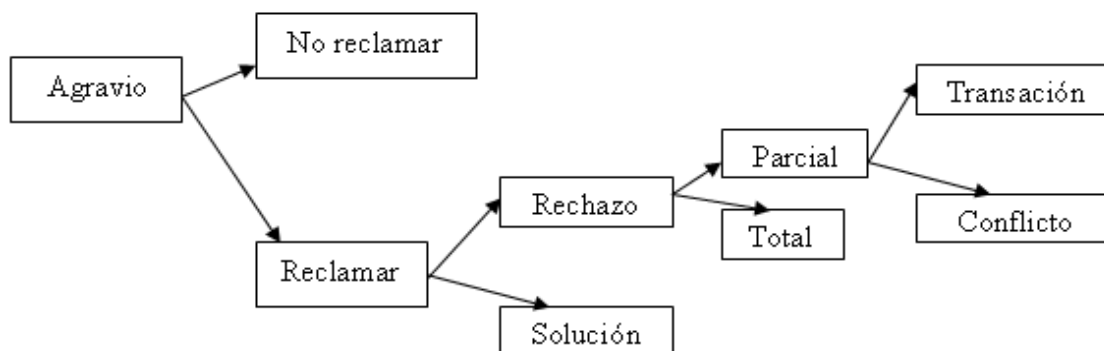 No reclamar
Agravio
Transación
Parcial
Rechazo
Total
Conflicto
Reclamar
Solución